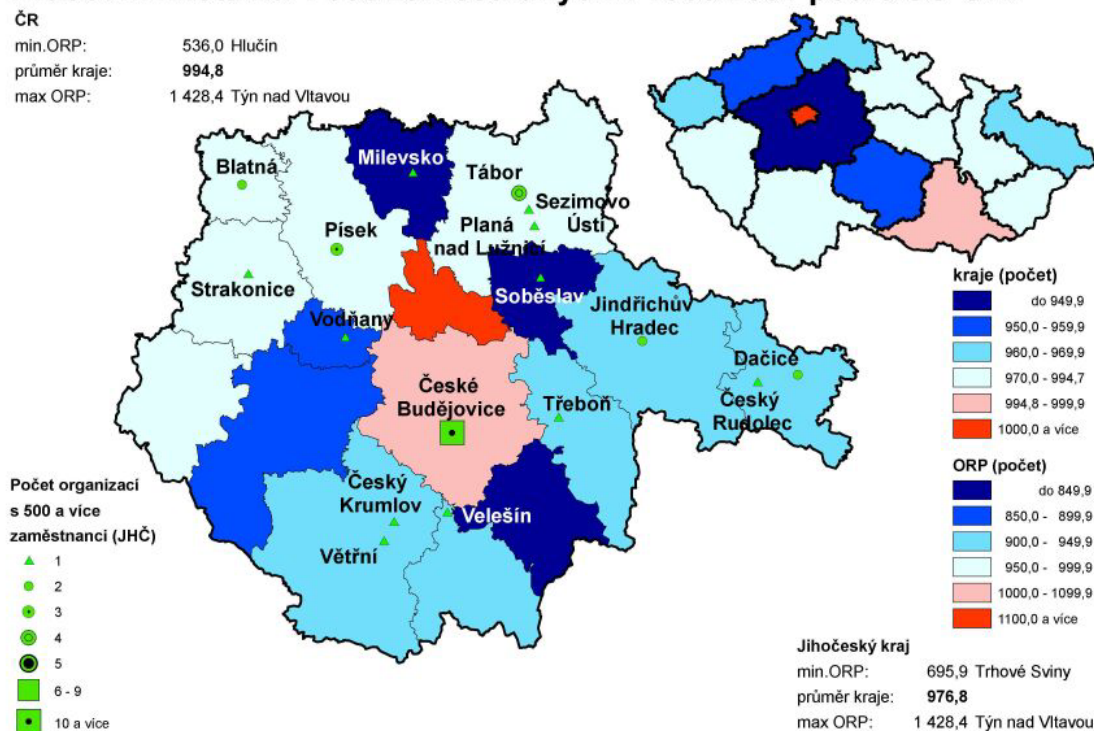 ČR
min.ORP: 536,0 Hlučín
průměr kraje: 994,8
max ORP: 1 428,4 Týn nad Vltavou
Milevsko
Blatná
Tábor
Sezimovo
Ústí
Planá
nad Lužnicí
Písek
Strakonice
Soběslav
Jindřichův
Hradec
Vodňany
Dačice
České
Budějovice
Třeboň
Český
Rudolec
Český
Krumlov
Velešín
Větřní
kraje (počet)
do 949,9
950,0 - 959,9
960,0 - 969,9
970,0 - 994,7
994,8 - 999,9
1000,0 a více
ORP (počet)
do 849,9
850,0 - 899,9
900,0 - 949,9
950,0 - 999,9
1000,0 - 1099,9
1100,0 a více
Počet organizací
s 500 a více
zaměstnanci (JHČ)
1
2
3
4
5
6 - 9
10 a více
Jihočeský kraj
min.ORP: 695,9 Trhové Sviny
průměr kraje: 976,8
max ORP: 1 428,4 Týn nad Vltavou